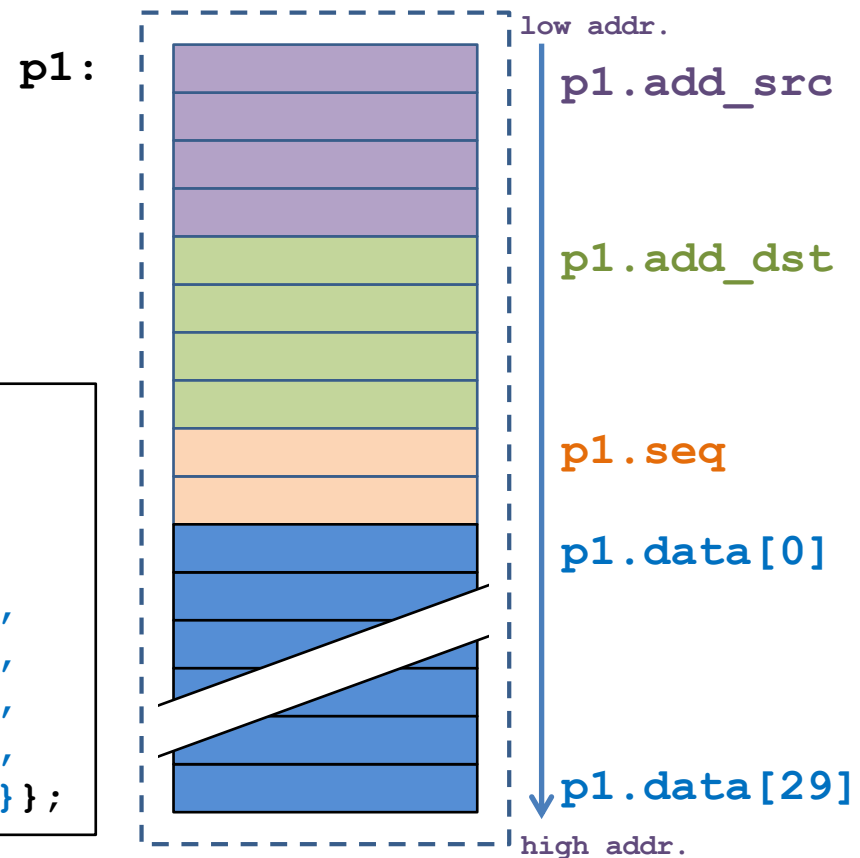 low addr.
p1:
p1.add_src
p1.add_dst
p1.seq
p1.data[0]
,
,
,
,
}};
p1.data[29]
high addr.